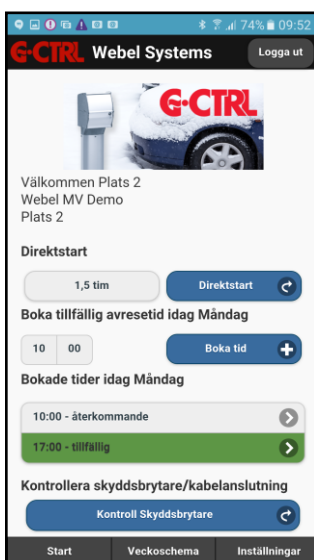 74% 09:52
G-CTRL Webel Systems Logga ut
G-CTRL
Välkommen Plats 2
Webel MV Demo
Plats 2
Direktstart
1,5 tim Direktstart
Boka tillfällig avresetid idag Måndag
10 00 Boka tid
Bokade tider idag Måndag
10:00 - återkommande
17:00 - tillfällig
Kontrollera skyddsbrytare/kabelanslutning
Kontroll Skyddsbrytare
Start Veckoschema Inställningar